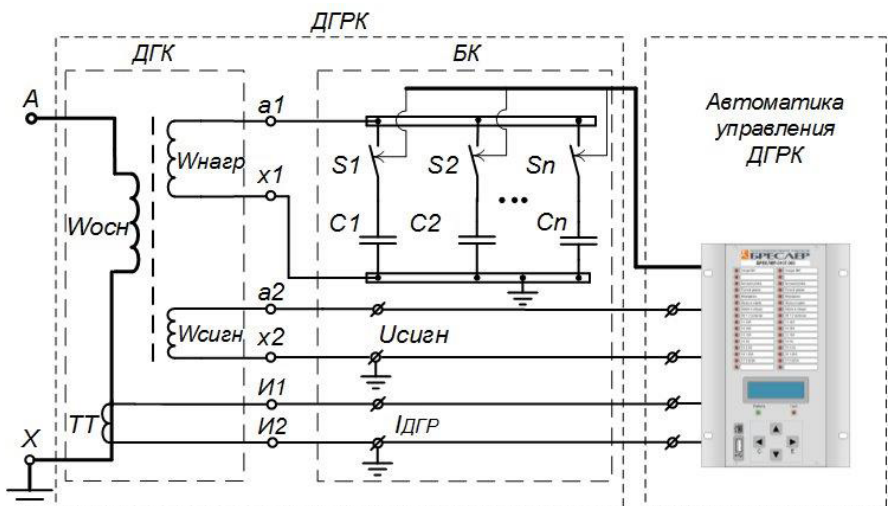 ДГРК
ДГК
БК
Автоматика
управления
ДГРК
A
X
Wосн
Wнагр
Wсигн
ТТ
a1
x1
a2
x2
И1
И2
S1
S2
Sn
C1
C2
...
Cn
Uсигн
IДГР
БРЕСЛЕР